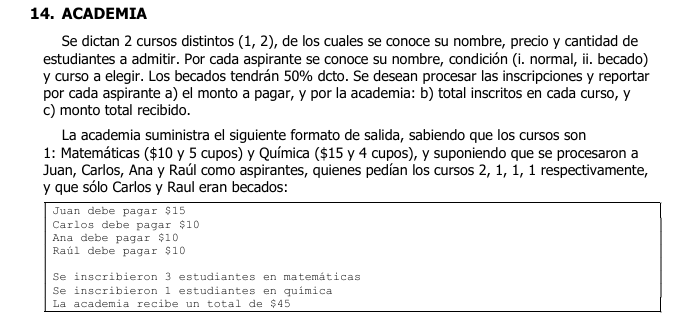 14. ACADEMIA
Se dictan 2 cursos distintos (1, 2), de los cuales se conoce su nombre, precio y cantidad de
estudiantes a admitir. Por cada aspirante se conoce su nombre, condición (i. normal, ii. becado)
y curso a elegir. Los becados tendrán 50% dcto. Se desean procesar las inscripciones y reportar
por cada aspirante a) el monto a pagar, y por la academia: b) total inscritos en cada curso, y
c) monto total recibido.
La academia suministra el siguiente formato de salida, sabiendo que los cursos son
1: Matemáticas ($10 y 5 cupos) y Química ($15 y 4 cupos), y suponiendo que se procesaron a
Juan, Carlos, Ana y Raúl como aspirantes, quienes pedían los cursos 2, 1, 1, 1 respectivamente,
y que sólo Carlos y Raul eran becados:
Juan debe pagar $15
Carlos debe pagar $10
Ana debe pagar $10
Raúl debe pagar $10
Se inscribieron 3 estudiantes en matemáticas
Se inscribieron 1 estudiantes en química
La academia recibe un total de $45